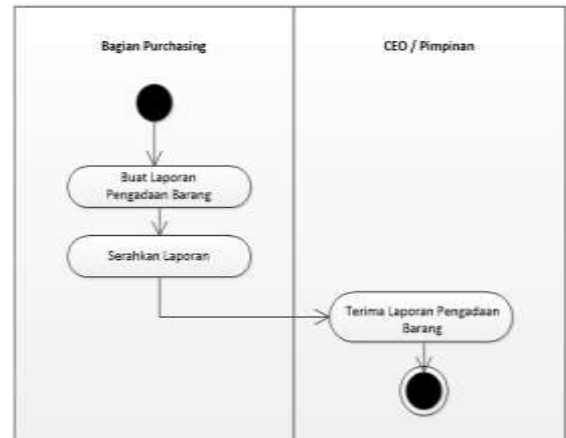 Bagian Purchasing
CEO / Pimpinan
Buat Laporan
Pengadaan Barang
Serahkan Laporan
Terima Laporan Pengadaan
Barang